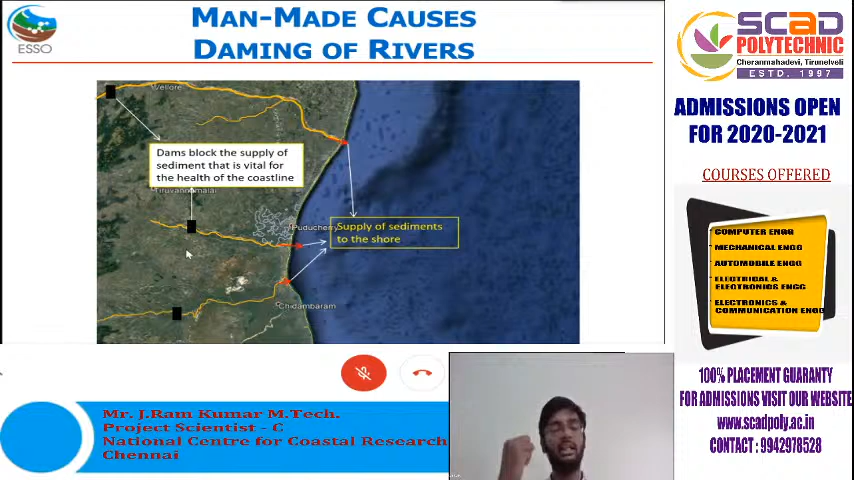 MAN-MADE CAUSES
DAMING OF RIVERS
ESSO
SCAD
POLYTECHNIC
Cheranmahadevi, Tirunelveli
ESTD. 1997
ADMISSIONS OPEN
FOR 2020-2021
COURSES OFFERED
COMPUTER ENGG
MECHANICAL ENGG
AUTOMOBILE ENGG
ELECTRICAL &
ELECTRONICS ENGG
ELECTRONICS &
COMMUNICATION ENGG
100% PLACEMENT GUARANTY
FOR ADMISSIONS VISIT OUR WEBSITE
www.scadpoly.ac.in
CONTACT : 9942978528
Vellore
Dams block the supply of
sediment that is vital for
the health of the coastline
Tiruvannamalai
Puducherry
Supply of sediments
to the shore
Chidambaram
Mr. J.Ram Kumar M.Tech.
Project Scientist - C
National Centre for Coastal Research
Chennai